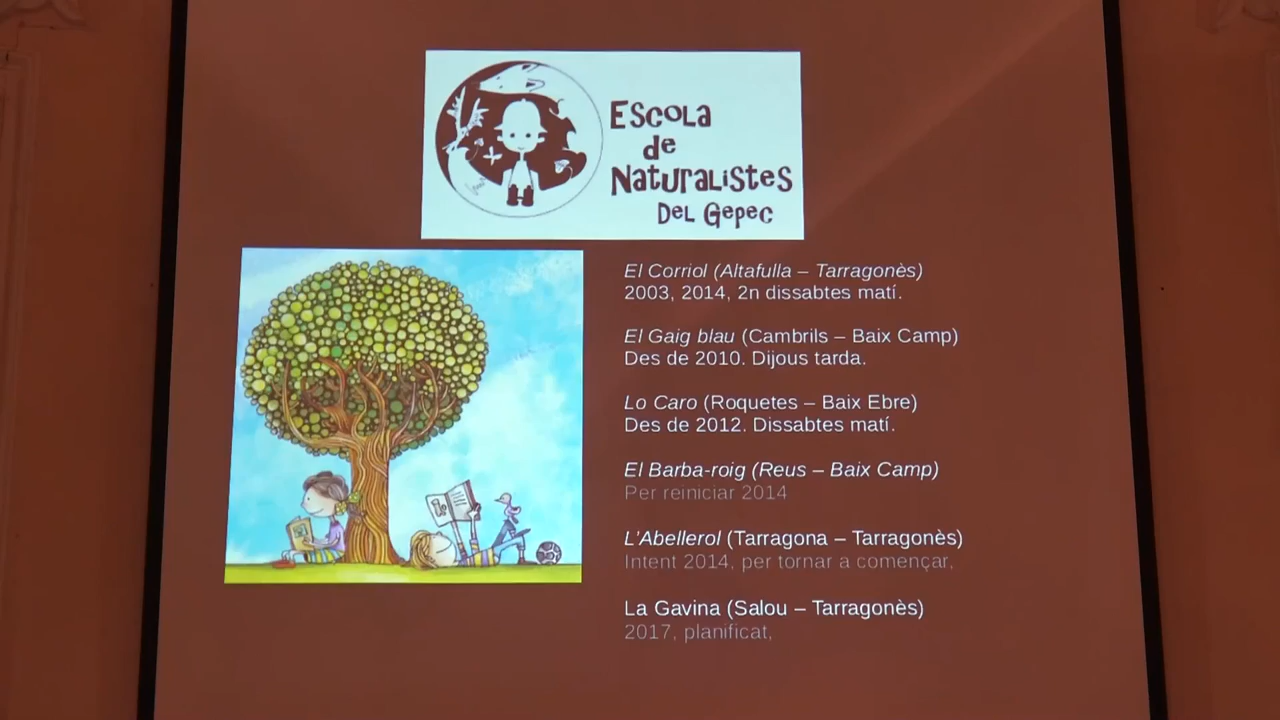 EScoLa
de
NaturaListeS
DeL Gepec
El Corriol (Altafulla – Tarragonès)
2003, 2014, 2n dissabtes matí.
El Gaig blau (Cambrils – Baix Camp)
Des de 2010. Dijous tarda.
Lo Caro (Roquetes – Baix Ebre)
Des de 2012. Dissabtes matí.
El Barba-roig (Reus – Baix Camp)
Per reiniciar 2014
L'Abellerol (Tarragona – Tarragonès)
Intent 2014, per tornar a començar,
La Gavina (Salou – Tarragonès)
2017, planificat,